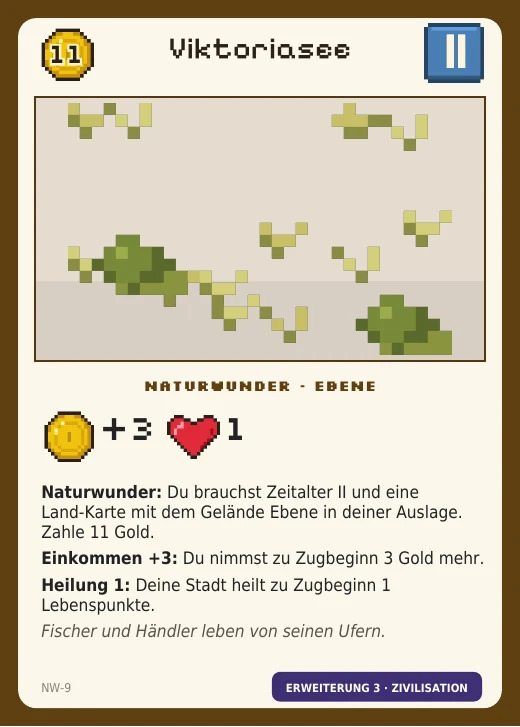 11
Viktoriasee
II
NATURWUNDER - EBENE
+3
1
Naturwunder: Du brauchst Zeitalter II und eine
Land-Karte mit dem Gelände Ebene in deiner Auslage.
Zahle 11 Gold.
Einkommen +3: Du nimmst zu Zugbeginn 3 Gold mehr.
Heilung 1: Deine Stadt heilt zu Zugbeginn 1
Lebenspunkte.
Fischer und Händler leben von seinen Ufern.
NW-9
ERWEITERUNG 3 · ZIVILISATION